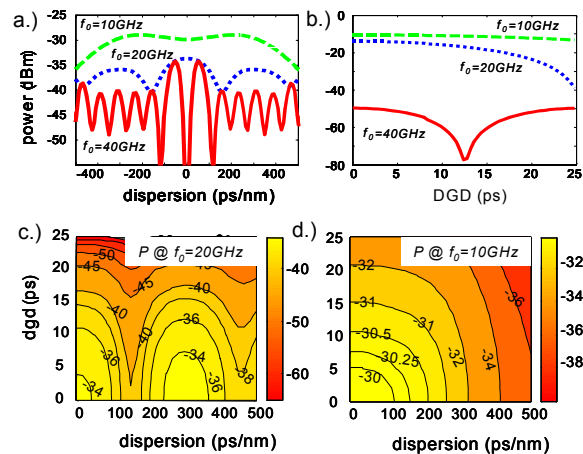 a.)
f₀=10GHz
f₀=20GHz
f₀=40GHz
power (dBm)
-30
-35
-40
-45
-50
-400 -200 0 200 400
dispersion (ps/nm)
b.)
f₀=10GHz
f₀=20GHz
f₀=40GHz
0
-20
-40
-60
-80
0 5 10 15 20 25
DGD (ps)
c.)
P @ f₀=20GHz
dgd(ps)
25
20
15
10
5
0
-50
-45 -45
-40 -40 -40
-36 36 -36
-34 -34 -36 -38
0 100 200 300 400 500
dispersion (ps/nm)
-40
-50
-60
d.)
P @ f₀=10GHz
25
20
15
10
5
0
-32
-31
-30.5
-30.25
-30
-31
-32
-34
-36
0 100 200 300 400 500
dispersion (ps/nm)
-32
-34
-36
-38